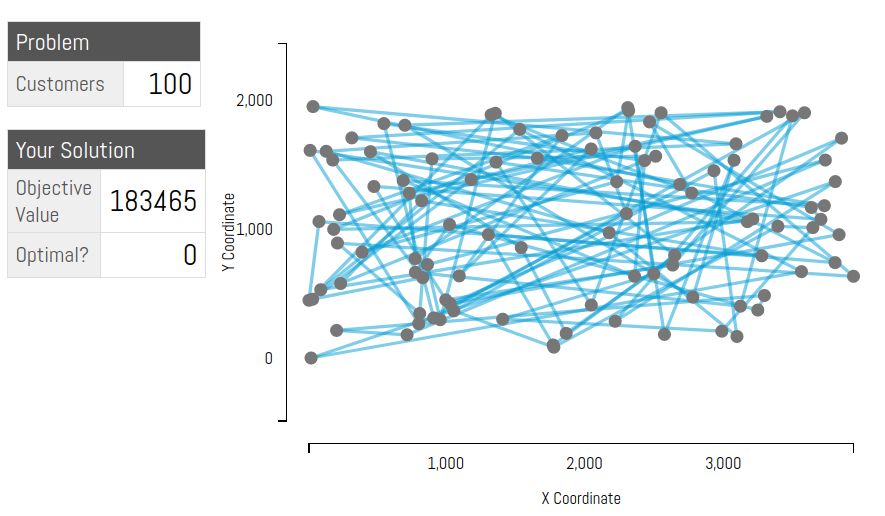 Problem
Customers 100
Your Solution
Objective
Value 183465
Optimal? 0
Y Coordinate
2,000
1,000
0
1,000 2,000 3,000
X Coordinate